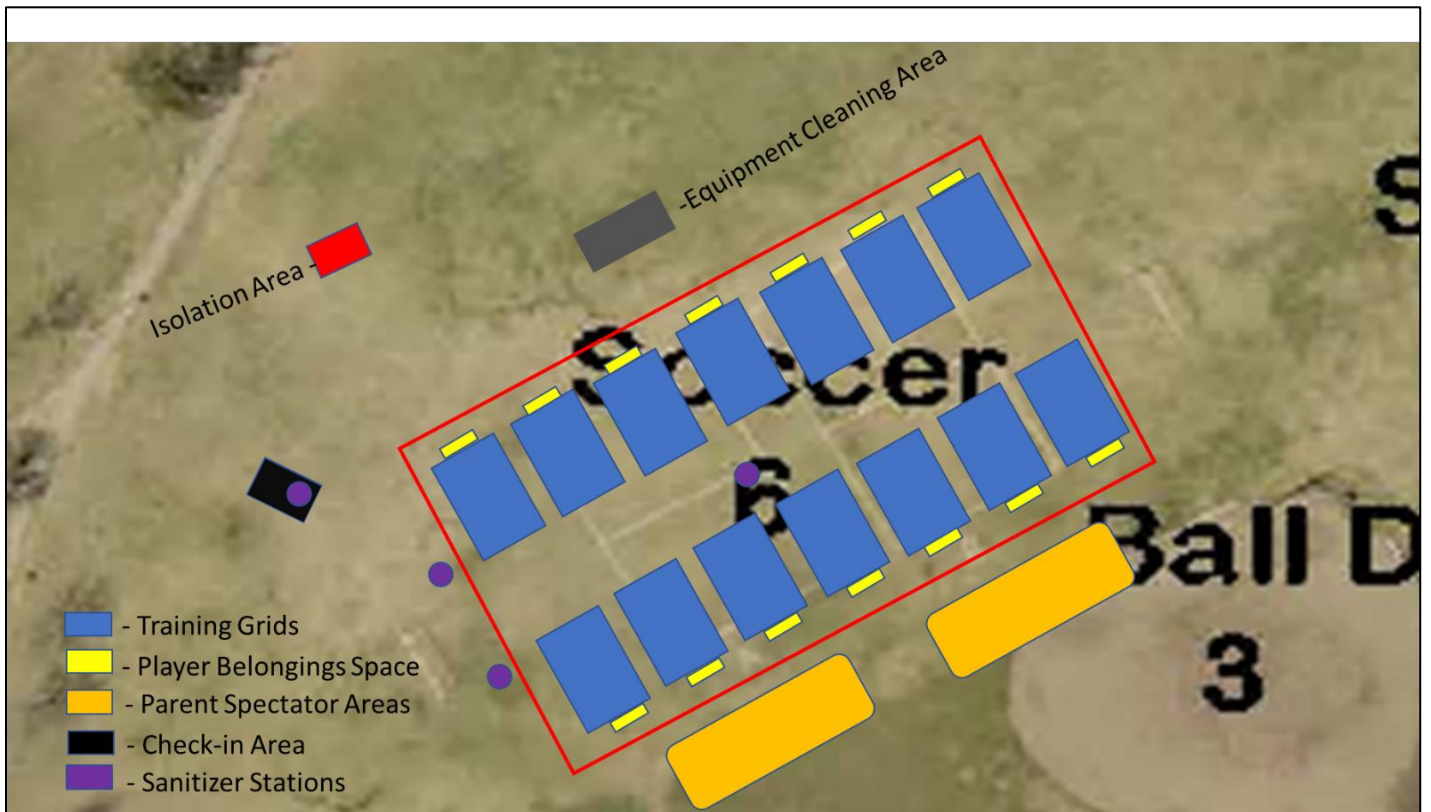 -Equipment Cleaning Area
S
Isolation Area -
Soccer
6
Ball D
3
- Training Grids
- Player Belongings Space
- Parent Spectator Areas
- Check-in Area
- Sanitizer Stations